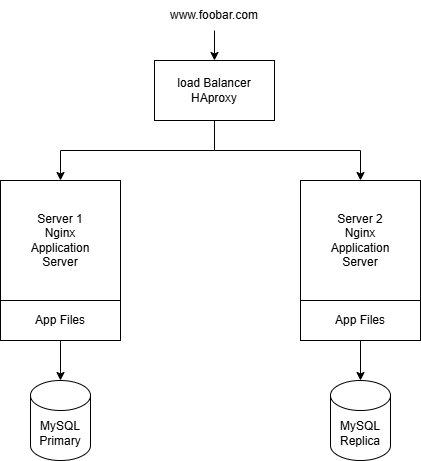 www.foobar.com
load Balancer
HAproxy
Server 1
Nginx
Application
Server
App Files
MySQL
Primary
Server 2
Nginx
Application
Server
App Files
MySQL
Replica